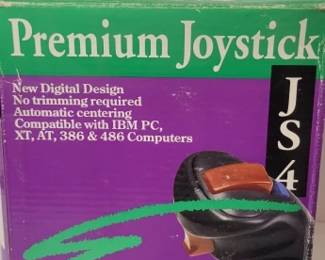 Premium Joystick
New Digital Design
No trimming required
Automatic centering
Compatible with IBM PC,
XT, AT, 386 & 486 Computers
JS4